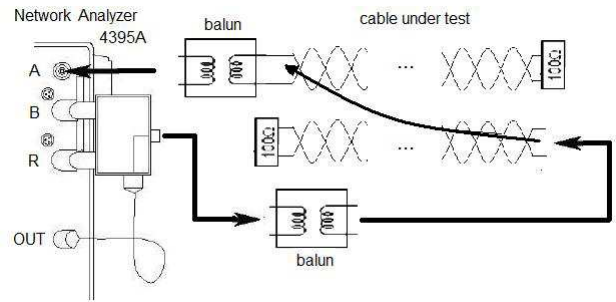 Network Analyzer
4395A
balun
cable under test
A
B
R
OUT
...
100Ω
...
100Ω
balun